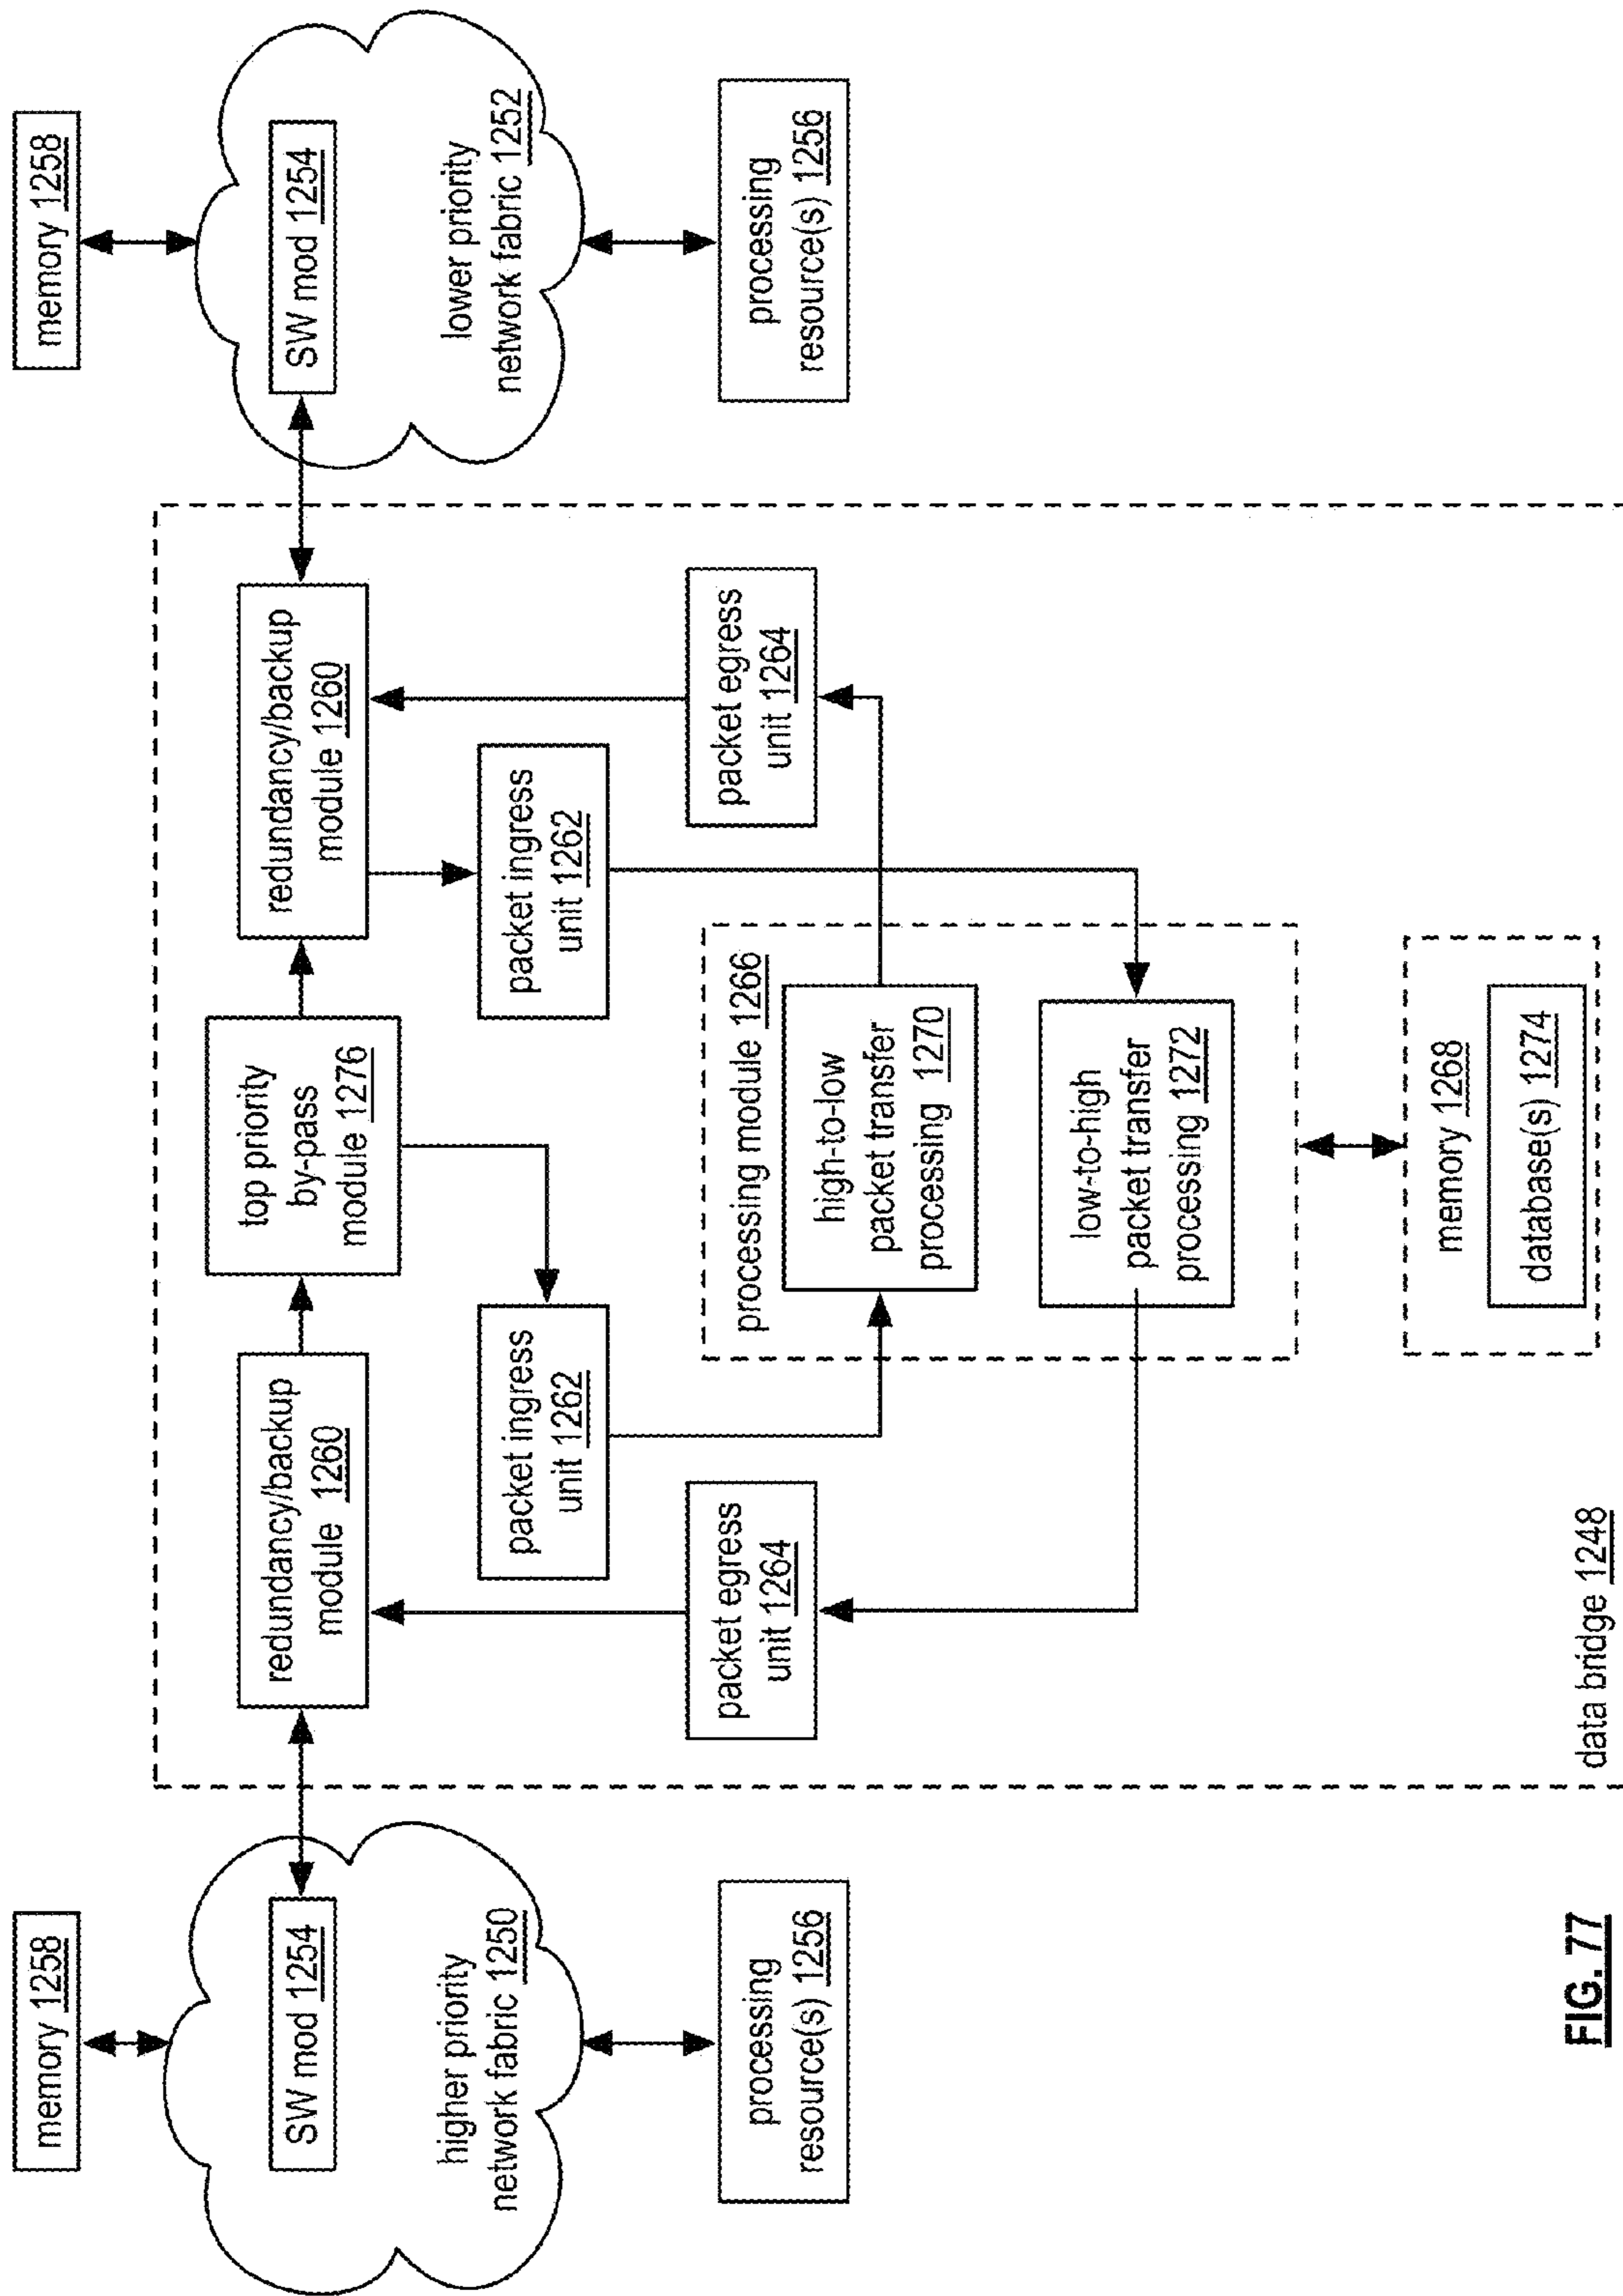 memory 1258
memory 1258
SW mod 1254
higher priority
network fabric 1250
processing
resource(s) 1256
SW mod 1254
lower priority
network fabric 1252
processing
resource(s) 1256
redundancy/backup
module 1260
top priority
by-pass
module 1276
redundancy/backup
module 1260
packet ingress
unit 1262
packet ingress
unit 1262
packet egress
unit 1264
packet egress
unit 1264
processing module 1266
high-to-low
packet transfer
processing 1270
low-to-high
packet transfer
processing 1272
memory 1268
database(s) 1274
data bridge 1248
FIG. 77